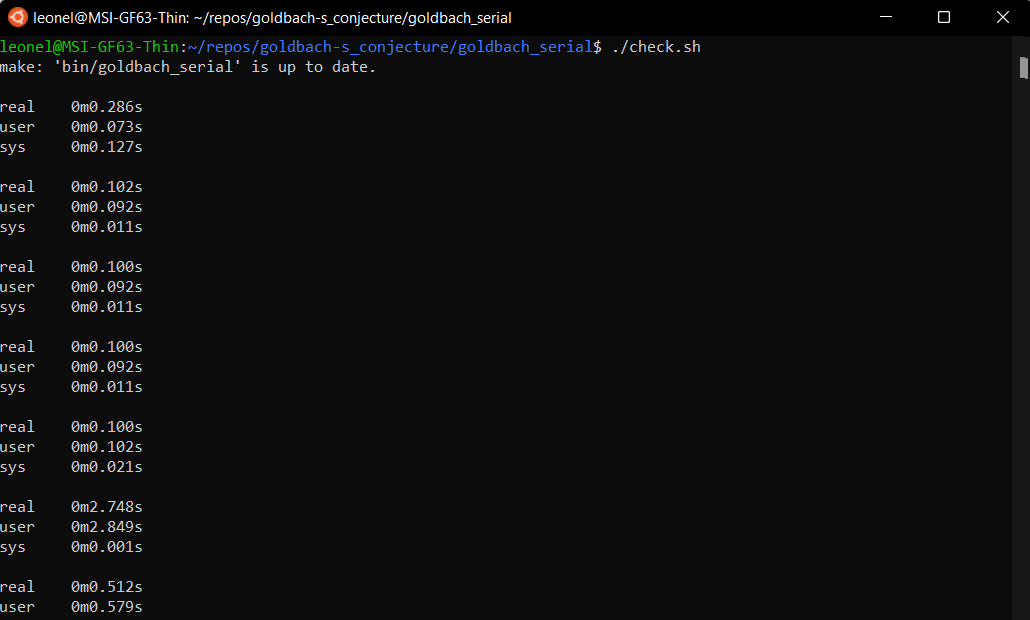 leonel@MSI-GF63-Thin: ~/repos/goldbach-s_conjecture/goldbach_serial
leonel@MSI-GF63-Thin:~/repos/goldbach-s_conjecture/goldbach_serial$ ./check.sh
make: 'bin/goldbach_serial' is up to date.

real    0m0.286s
user    0m0.073s
sys     0m0.127s

real    0m0.102s
user    0m0.092s
sys     0m0.011s

real    0m0.100s
user    0m0.092s
sys     0m0.011s

real    0m0.100s
user    0m0.092s
sys     0m0.011s

real    0m0.100s
user    0m0.102s
sys     0m0.021s

real    0m2.748s
user    0m2.849s
sys     0m0.001s

real    0m0.512s
user    0m0.579s